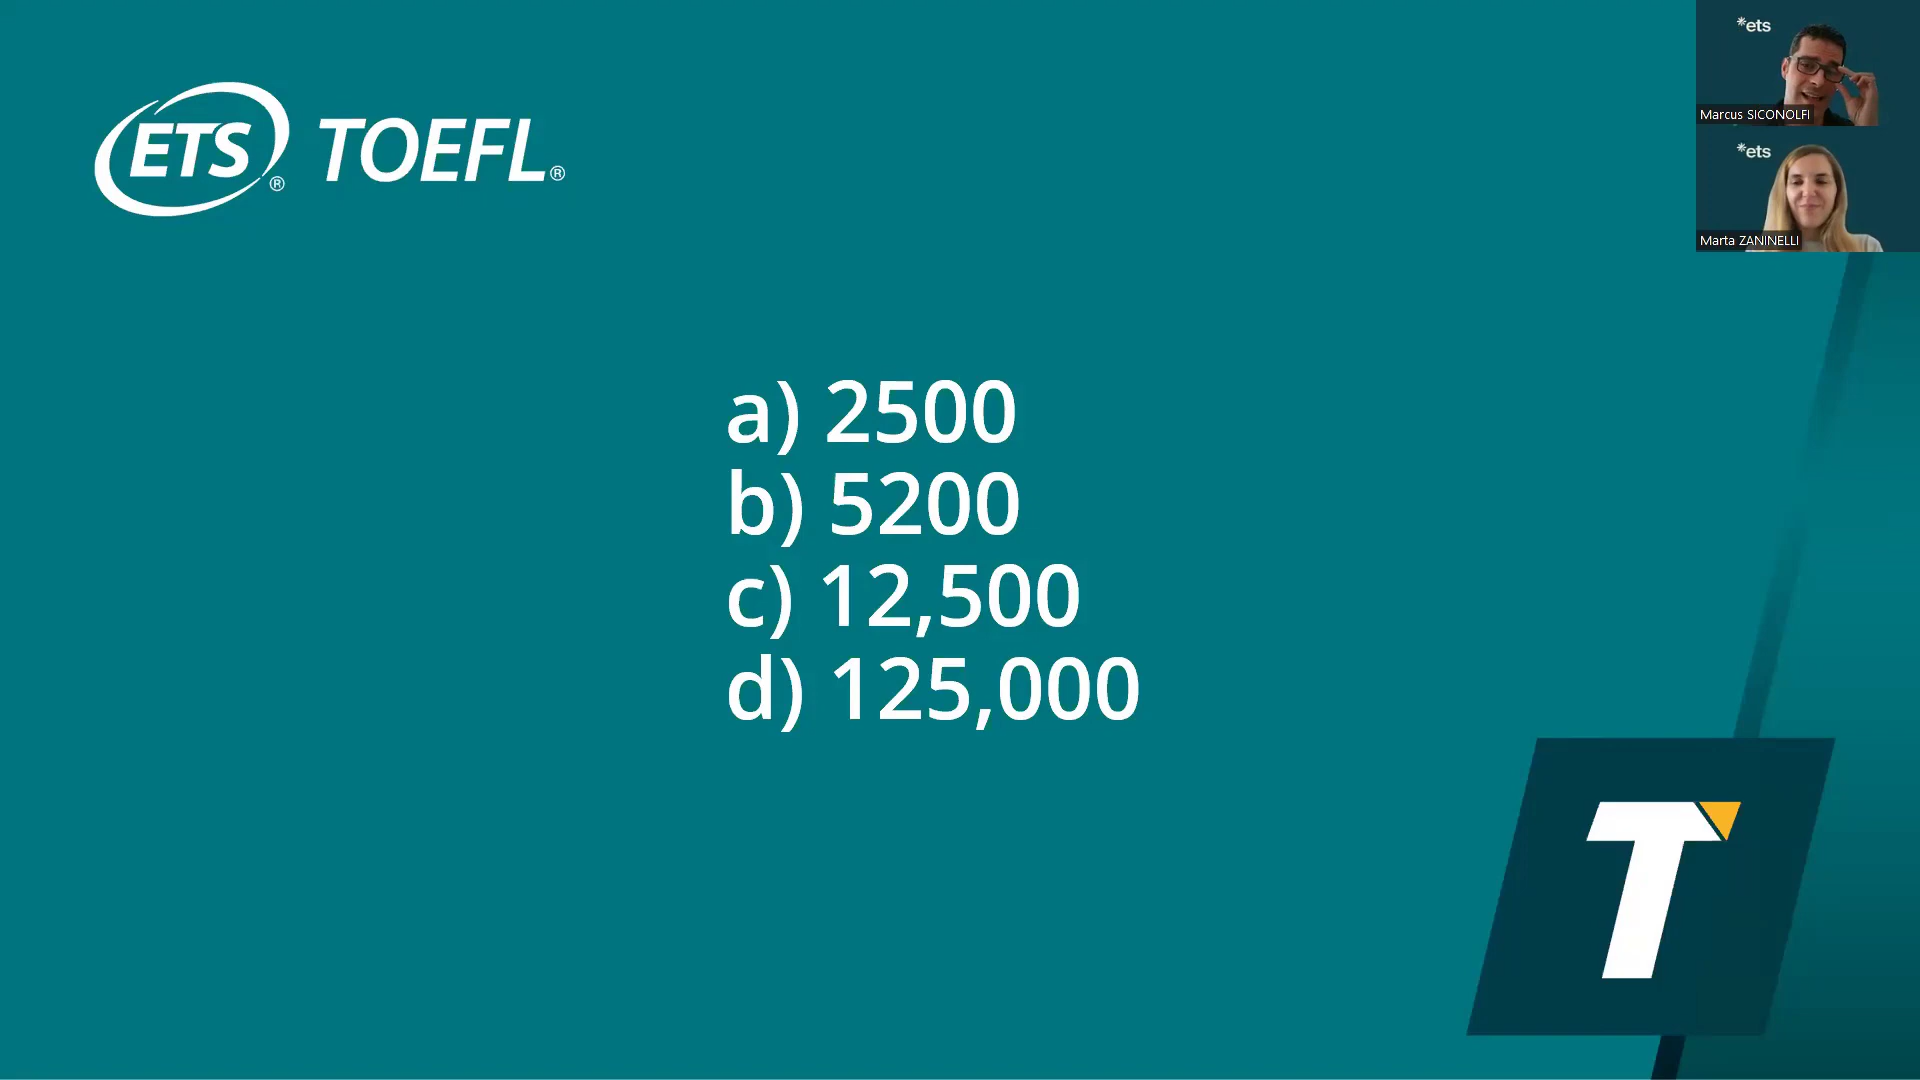 ETS® TOEFL®
*ets
Marcus SICONOLFI
*ets
Marta ZANINELLI
a) 2500
b) 5200
c) 12,500
d) 125,000
T